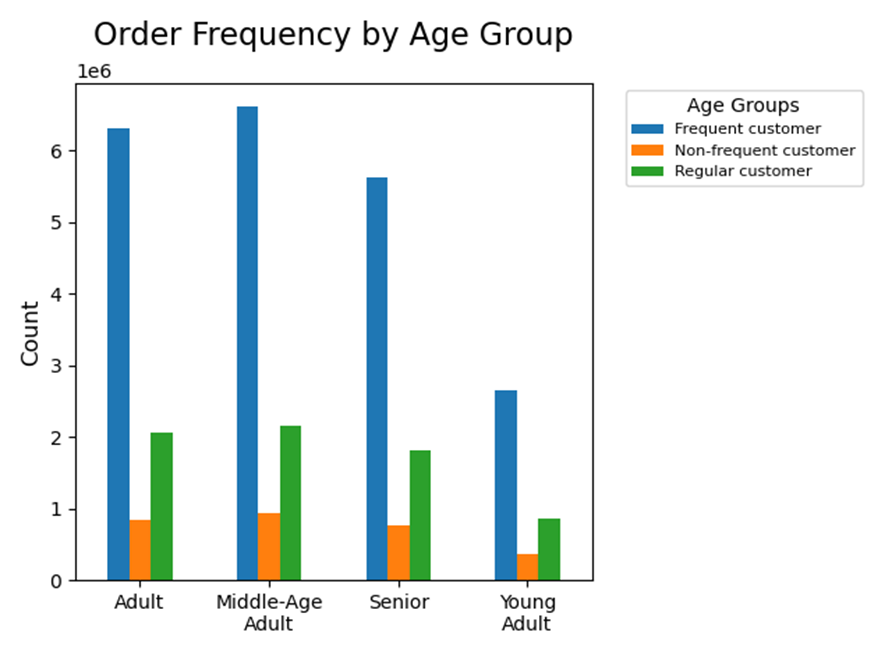 Order Frequency by Age Group
1e6
6
5
4
3
2
1
0
Count
Adult
Middle-Age
Adult
Senior
Young
Adult
Age Groups
Frequent customer
Non-frequent customer
Regular customer